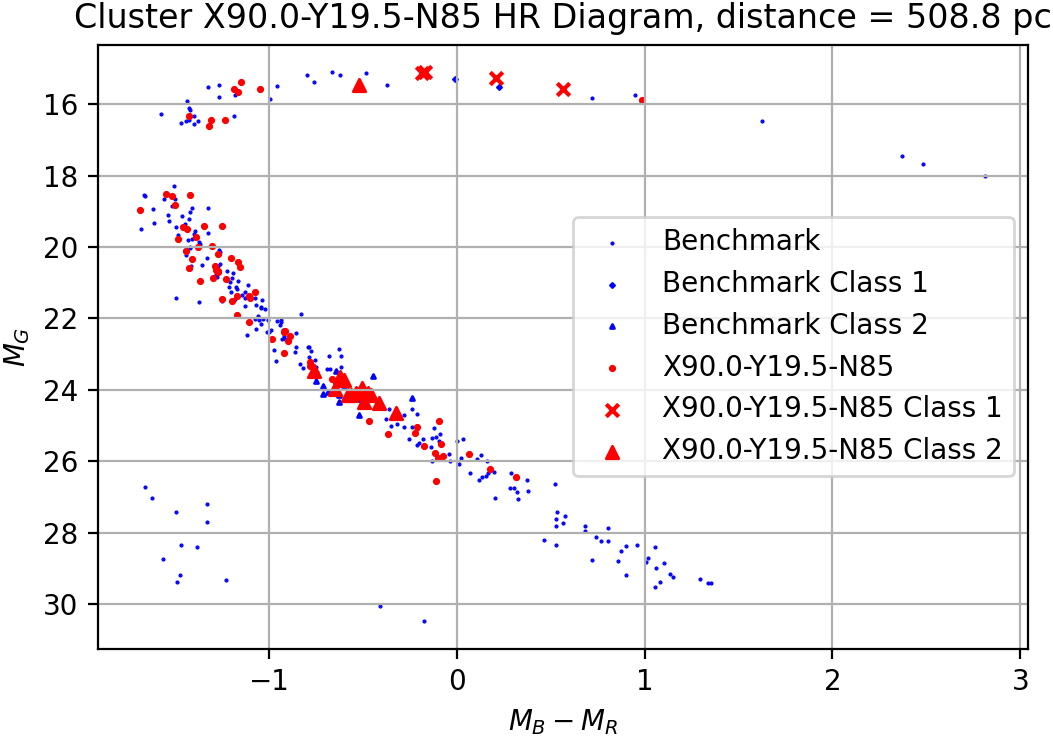 Cluster X90.0-Y19.5-N85 HR Diagram, distance = 508.8 pc
16
18
20
22
24
26
28
30
M_G
Benchmark
Benchmark Class 1
Benchmark Class 2
X90.0-Y19.5-N85
X90.0-Y19.5-N85 Class 1
X90.0-Y19.5-N85 Class 2
−1 0 1 2 3
M_B − M_R